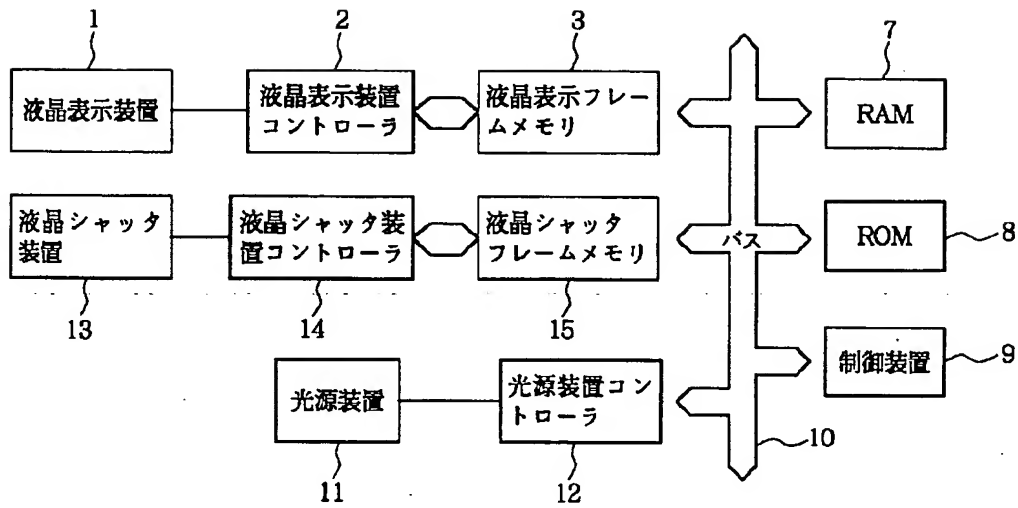 1
2
3
7
液晶表示装置
液晶表示装置
コントローラ
液晶表示フレー
ムメモリ
RAM
液晶シャッタ
装置
液晶シャッタ装
置コントローラ
液晶シャッタ
フレームメモリ
バス
ROM
8
13
14
15
光源装置
光源装置コント
ローラ
制御装置
9
10
11
12